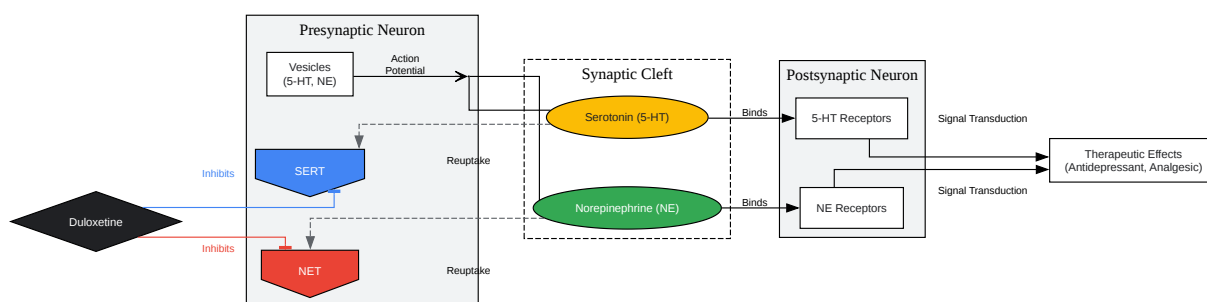 Presynaptic Neuron
Vesicles
(5-HT, NE)
Action
Potential
Synaptic Cleft
Serotonin (5-HT)
Binds
Postsynaptic Neuron
5-HT Receptors
Signal Transduction
Therapeutic Effects
(Antidepressant, Analgesic)
Reuptake
Inhibits
SERT
Duloxetine
Norepinephrine (NE)
Binds
NE Receptors
Signal Transduction
Inhibits
NET
Reuptake